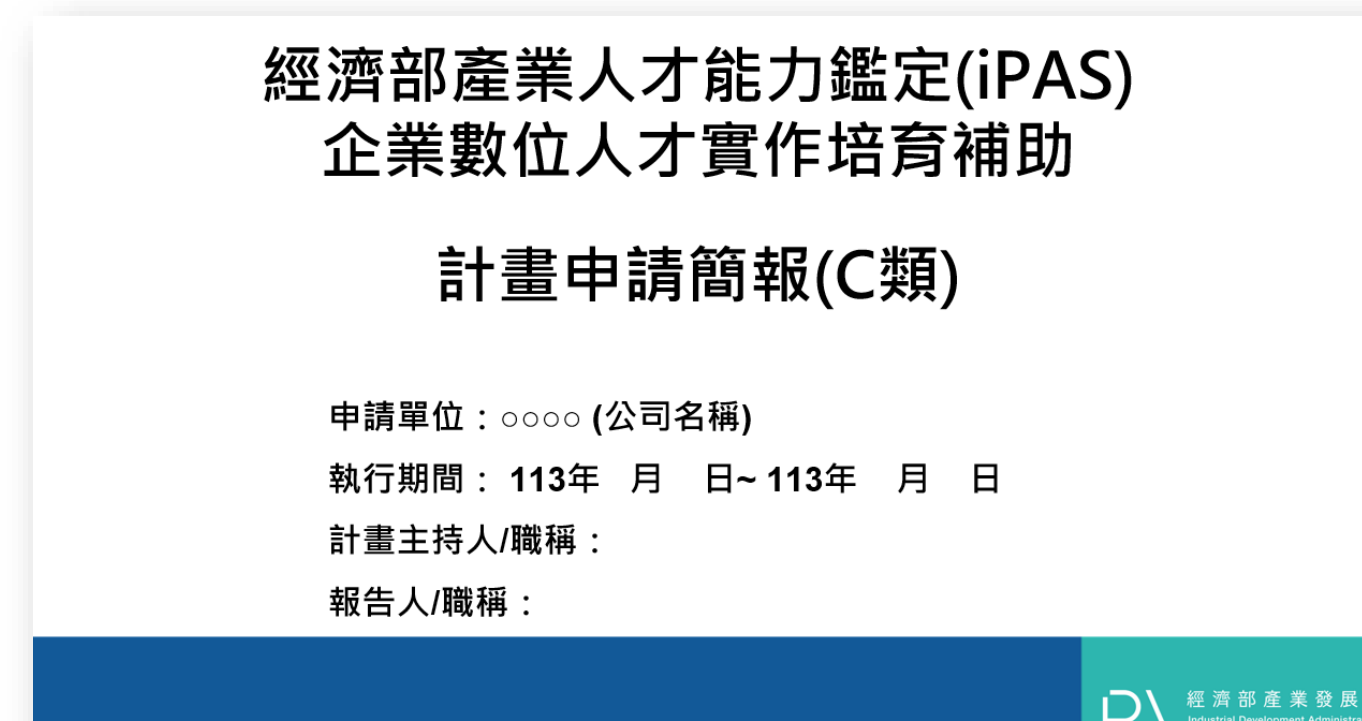 經濟部產業人才能力鑑定(iPAS)
企業數位人才實作培育補助
計畫申請簡報(C類)
申請單位：○○○○ (公司名稱)
執行期間： 113年 月 日~ 113年 月 日
計畫主持人/職稱：
報告人/職稱：
經濟部產業發展
Industrial Development